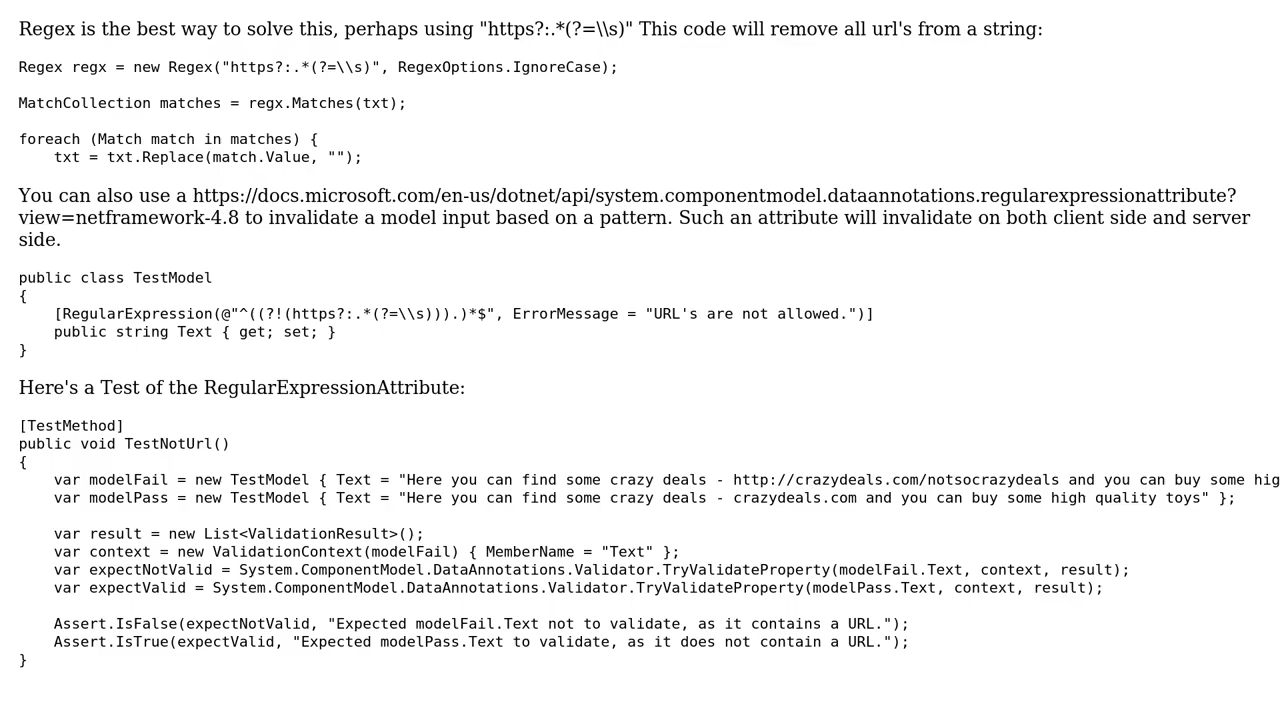 Regex is the best way to solve this, perhaps using "https?:.*(?=\\s)" This code will remove all url's from a string:
Regex regx = new Regex("https?:.*(?=\\s)", RegexOptions.IgnoreCase);
MatchCollection matches = regx.Matches(txt);
foreach (Match match in matches) {
    txt = txt.Replace(match.Value, "");
You can also use a https://docs.microsoft.com/en-us/dotnet/api/system.componentmodel.dataannotations.regularexpressionattribute?
view=netframework-4.8 to invalidate a model input based on a pattern. Such an attribute will invalidate on both client side and server
side.
public class TestModel
{
    [RegularExpression(@"^((?!(https?:.*(?=\\s))).)*$", ErrorMessage = "URL's are not allowed.")]
    public string Text { get; set; }
}
Here's a Test of the RegularExpressionAttribute:
[TestMethod]
public void TestNotUrl()
{
    var modelFail = new TestModel { Text = "Here you can find some crazy deals - http://crazydeals.com/notsocrazydeals and you can buy some hig
    var modelPass = new TestModel { Text = "Here you can find some crazy deals - crazydeals.com and you can buy some high quality toys" };
    var result = new List<ValidationResult>();
    var context = new ValidationContext(modelFail) { MemberName = "Text" };
    var expectNotValid = System.ComponentModel.DataAnnotations.Validator.TryValidateProperty(modelFail.Text, context, result);
    var expectValid = System.ComponentModel.DataAnnotations.Validator.TryValidateProperty(modelPass.Text, context, result);
    Assert.IsFalse(expectNotValid, "Expected modelFail.Text not to validate, as it contains a URL.");
    Assert.IsTrue(expectValid, "Expected modelPass.Text to validate, as it does not contain a URL.");
}